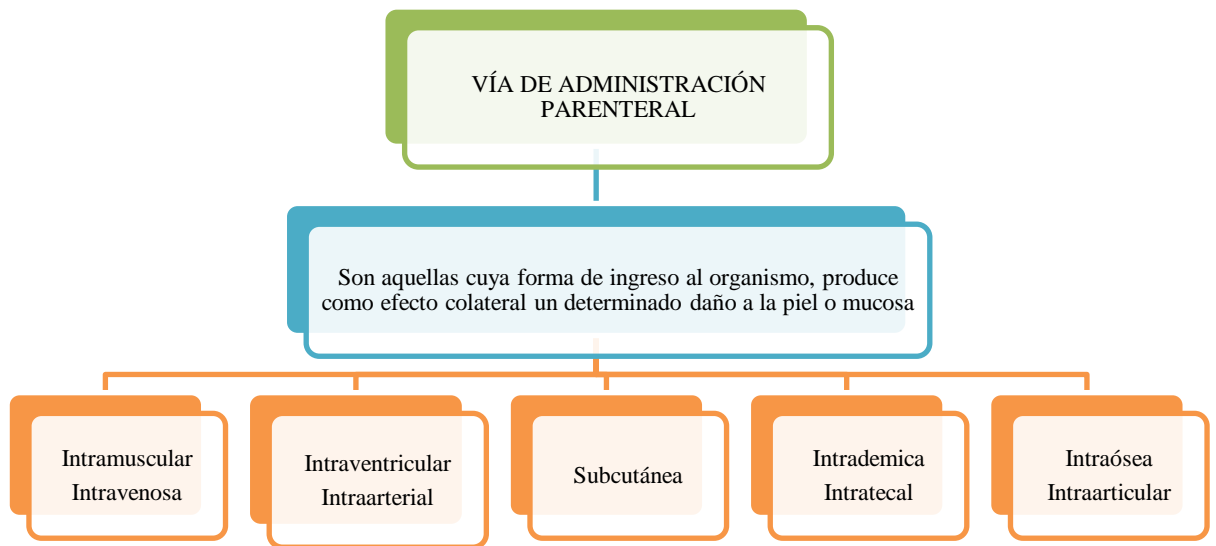 VÍA DE ADMINISTRACIÓN
PARENTERAL
Son aquellas cuya forma de ingreso al organismo, produce
como efecto colateral un determinado daño a la piel o mucosa
Intramuscular
Intravenosa
Intraventricular
Intraarterial
Subcutánea
Intrademica
Intratecal
Intraósea
Intraarticular